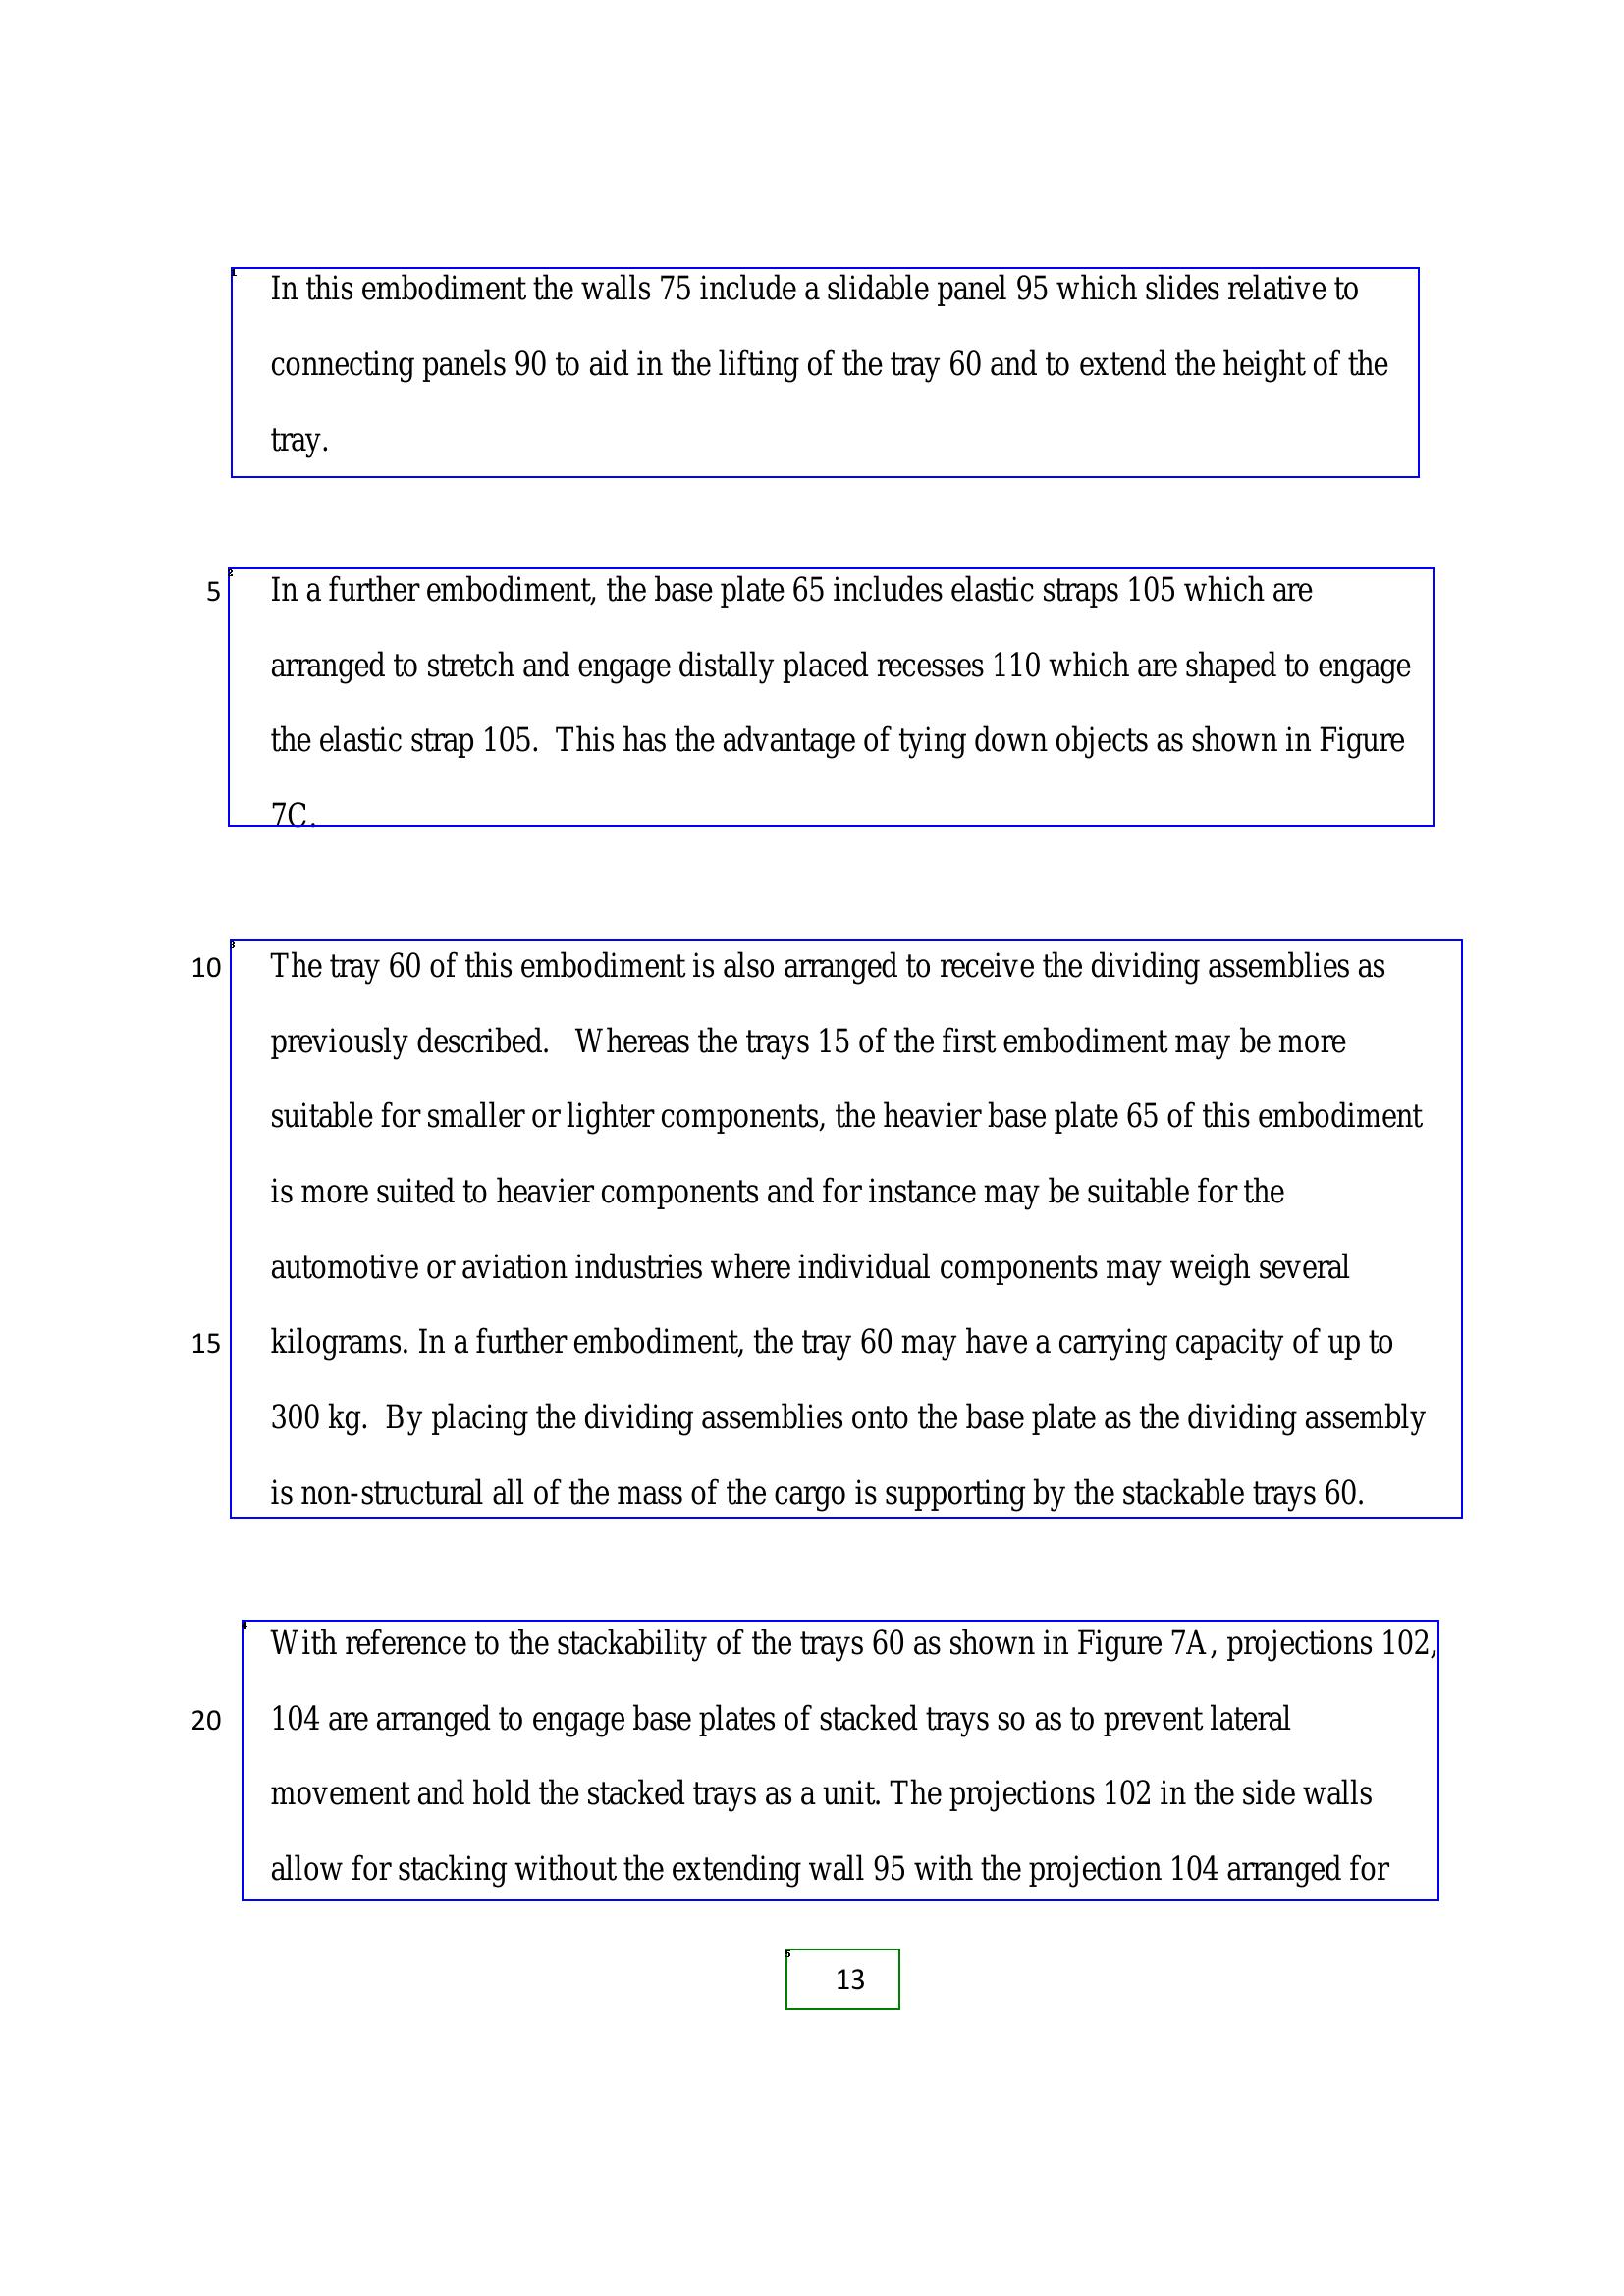 In this embodiment the walls 75 include a slidable panel 95 which slides relative to
connecting panels 90 to aid in the lifting of the tray 60 and to extend the height of the
tray.
5 In a further embodiment, the base plate 65 includes elastic straps 105 which are
arranged to stretch and engage distally placed recesses 110 which are shaped to engage
the elastic strap 105.  This has the advantage of tying down objects as shown in Figure
7C.
10 The tray 60 of this embodiment is also arranged to receive the dividing assemblies as
previously described.   Whereas the trays 15 of the first embodiment may be more
suitable for smaller or lighter components, the heavier base plate 65 of this embodiment
is more suited to heavier components and for instance may be suitable for the
automotive or aviation industries where individual components may weigh several
15 kilograms. In a further embodiment, the tray 60 may have a carrying capacity of up to
300 kg.  By placing the dividing assemblies onto the base plate as the dividing assembly
is non-structural all of the mass of the cargo is supporting by the stackable trays 60.
With reference to the stackability of the trays 60 as shown in Figure 7A, projections 102,
20 104 are arranged to engage base plates of stacked trays so as to prevent lateral
movement and hold the stacked trays as a unit. The projections 102 in the side walls
allow for stacking without the extending wall 95 with the projection 104 arranged for
13